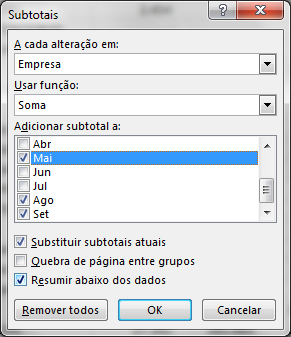 Subtotais
A cada alteração em:
Empresa
Usar função:
Soma
Adicionar subtotal a:
Abr
Mai
Jun
Jul
Ago
Set
Substituir subtotais atuais
Quebra de página entre grupos
Resumir abaixo dos dados
Remover todos OK Cancelar